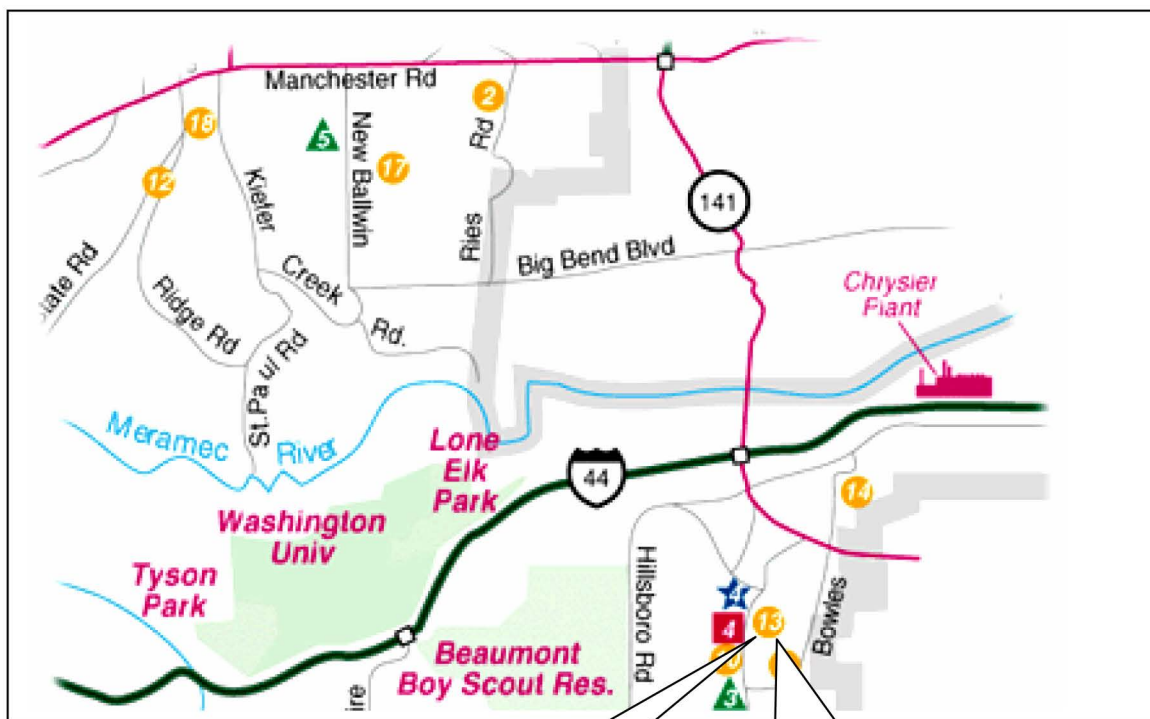 Manchester Rd
2
18
5
New Ballwin
17
Rd
12
Kiefer
141
Ries
Big Bend Blvd
Creek
Chrysler
Plant
Ridge Rd
Rd.
St.Paul Rd
Meramec River
Lone
Elk
Park
44
14
Washington
Univ
Hillsboro Rd
Tyson
Park
4
4
13
Bowles
Beaumont
Boy Scout Res.
3